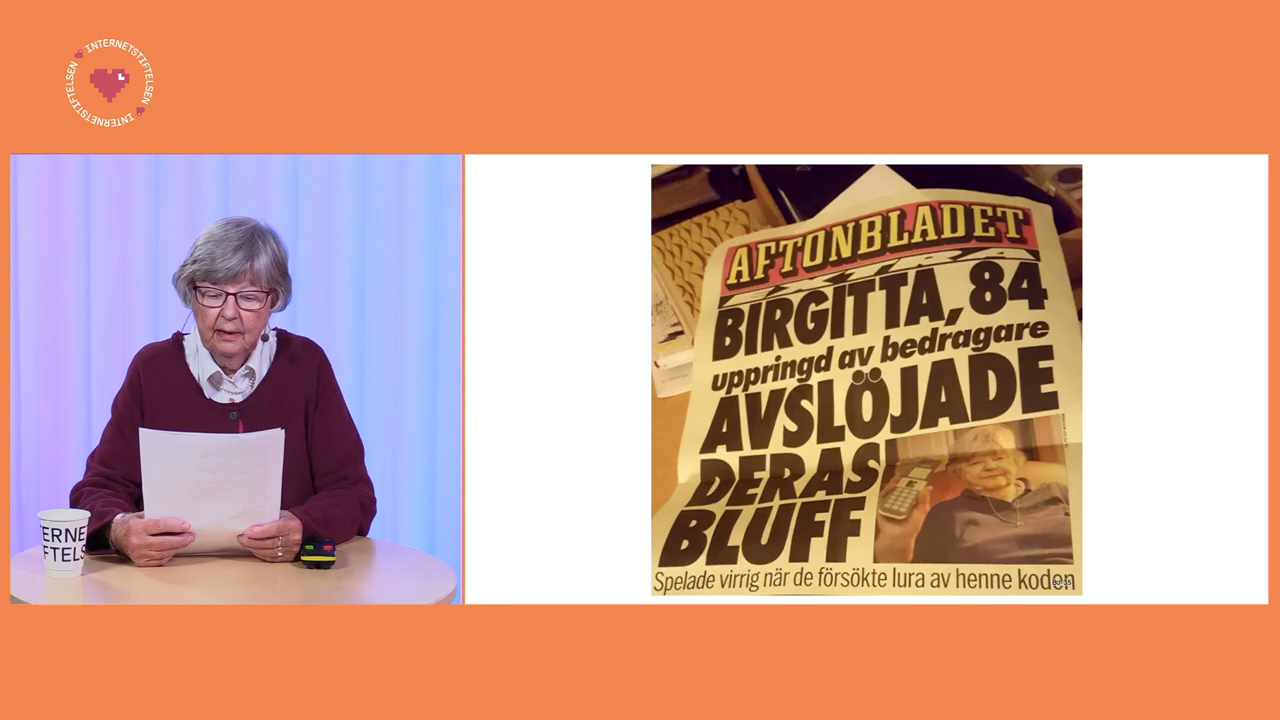 INTERNETSTIFTELSEN
INTERNETSTIFTELSEN
ERNE
FTELS
AFTONBLADET
EXTRA
BIRGITTA, 84
uppringd av bedragare
AVSLÖJADE
DERAS
BLUFF
Spelade virrig när de försökte lura av henne koden